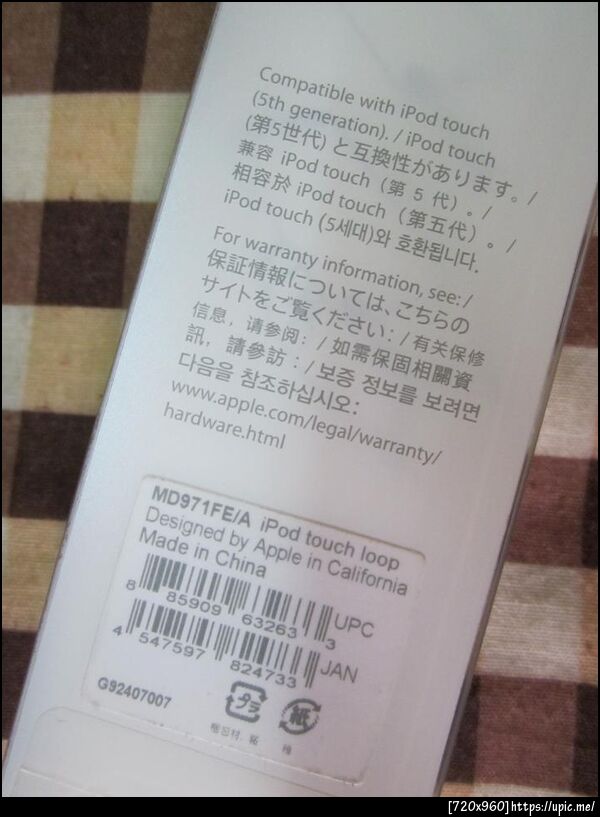 Compatible with iPod touch
(5th generation). / iPod touch
(第5世代) と互換性があります。/
兼容 iPod touch（第 5 代）。/
相容於 iPod touch（第五代）。/
iPod touch (5세대)와 호환됩니다.
For warranty information, see: /
保証情報については、こちらの
サイトをご覧ください: / 有关保修
信息，请参阅: / 如需保固相關資
訊，請參訪 : / 보증 정보를 보려면
다음을 참조하십시오:
www.apple.com/legal/warranty/
hardware.html
MD971FE/A iPod touch loop
Designed by Apple in California
Made in China
8 85909 63263 3 UPC
4 547597 824733 JAN
G92407007
プラ 紙
[720x960]https://upic.me/